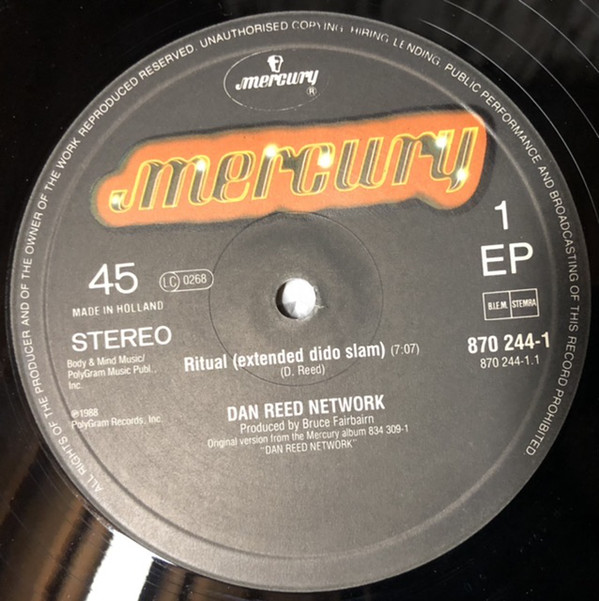 ALL RIGHTS OF THE PRODUCER AND OF THE OWNER OF THE WORK REPRODUCED RESERVED. UNAUTHORISED COPYING, HIRING, LENDING, PUBLIC PERFORMANCE AND BROADCASTING OF THIS RECORD PROHIBITED
mercury
®
mercury
1
EP
45
LC 0268
MADE IN HOLLAND
B.I.E.M. STEMRA
STEREO
870 244-1
870 244-1.1
Body & Mind Music/
PolyGram Music Publ.,
Inc.
Ritual (extended dido slam) (7:07)
(D. Reed)
℗1988
PolyGram Records, Inc.
DAN REED NETWORK
Produced by Bruce Fairbairn
Original version from the Mercury album 834 309-1
"DAN REED NETWORK"